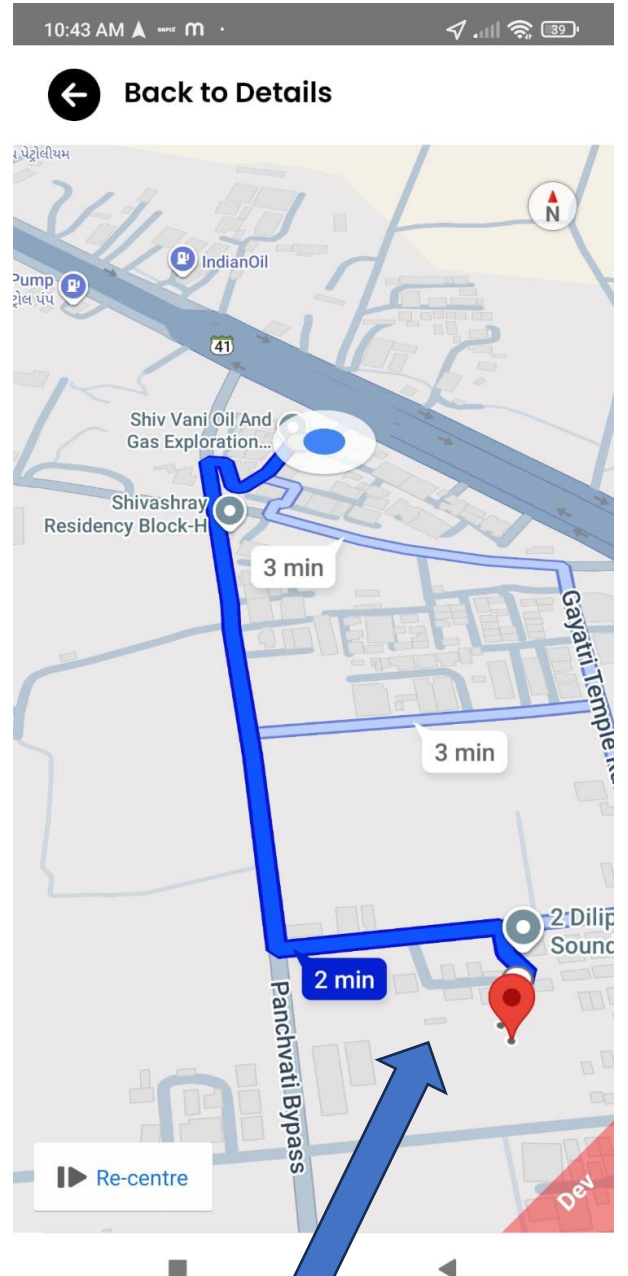 10:43 AM
39
Back to Details
પેટ્રોલીયમ
N
IndianOil
Pump
પંપ
41
Shiv Vani Oil And
Gas Exploration...
Shivashray
Residency Block-H
3 min
Gayatri Temple
3 min
2 Dilip
Sound
2 min
Panchvati Bypass
Re-centre
Dev